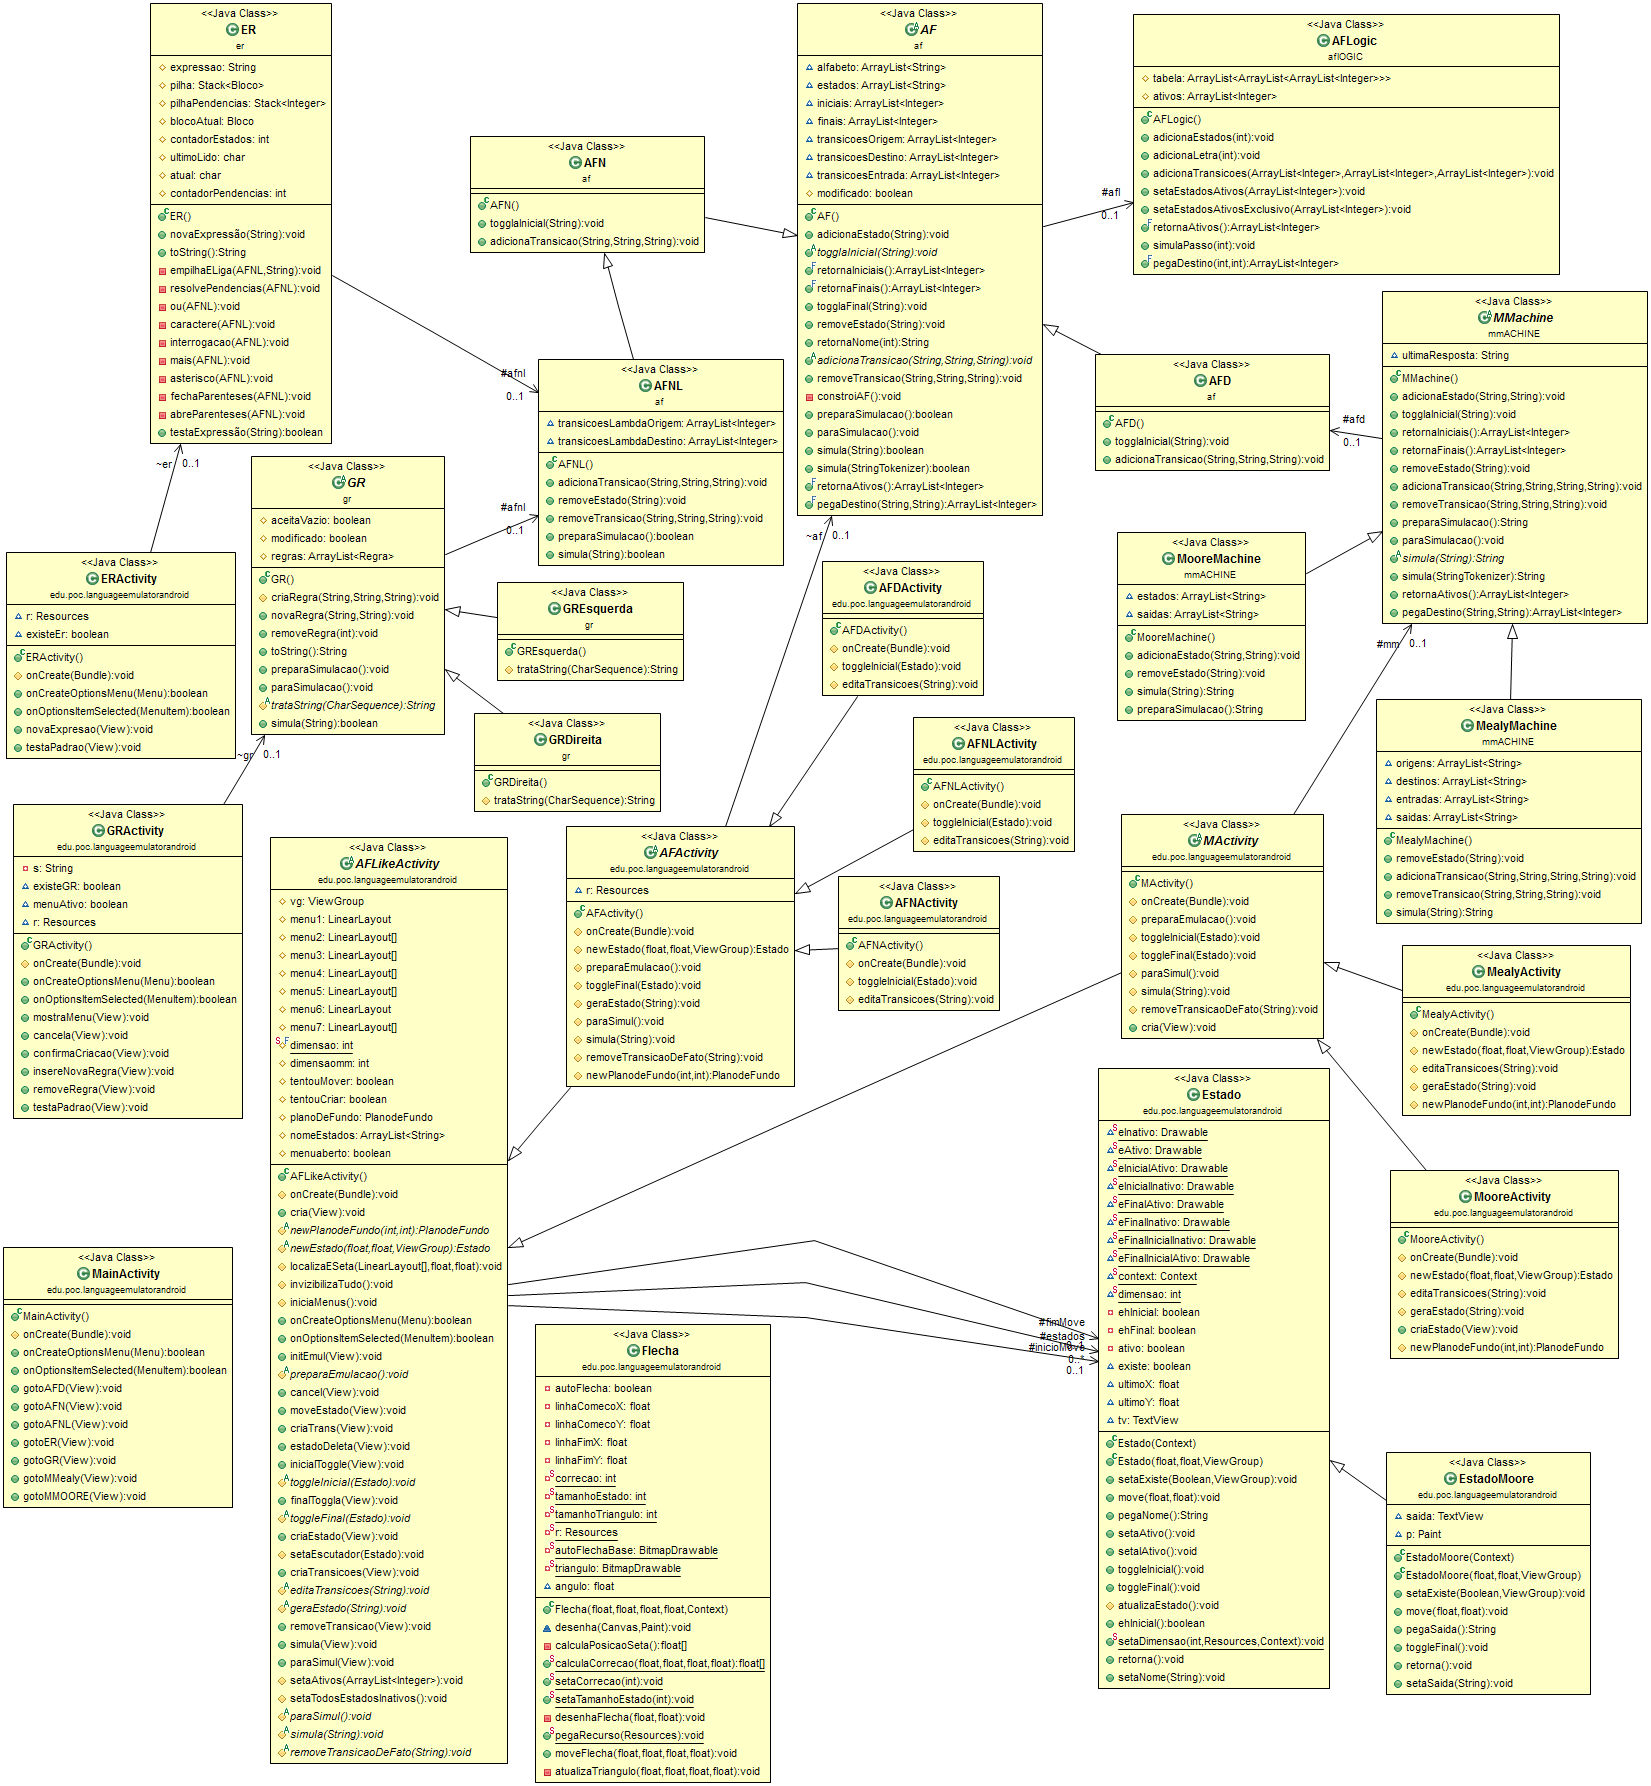 <<Java Class>>
ER
er
expressao: String
pilha: Stack<Bloco>
pilhaPendencias: Stack<Integer>
blocoAtual: Bloco
contadorEstados: int
ultimoLido: char
atual: char
contadorPendencias: int
ER()
novaExpressão(String):void
toString():String
empilhaELiga(AFNL,String):void
resolvePendencias(AFNL):void
ou(AFNL):void
caractere(AFNL):void
interrogacao(AFNL):void
mais(AFNL):void
asterisco(AFNL):void
fechaParenteses(AFNL):void
abreParenteses(AFNL):void
testaExpressão(String):boolean
<<Java Class>>
AFN
af
AFN()
togglaInicial(String):void
adicionaTransicao(String,String,String):void
<<Java Class>>
AF
af
alfabeto: ArrayList<String>
estados: ArrayList<String>
iniciais: ArrayList<Integer>
finais: ArrayList<Integer>
transicoesOrigem: ArrayList<Integer>
transicoesDestino: ArrayList<Integer>
transicoesEntrada: ArrayList<Integer>
modificado: boolean
AF()
adicionaEstado(String):void
togglaInicial(String):void
retornaIniciais():ArrayList<Integer>
retornaFinais():ArrayList<Integer>
togglaFinal(String):void
removeEstado(String):void
retornaNome(int):String
adicionaTransicao(String,String,String):void
removeTransicao(String,String,String):void
constroiAF():void
preparaSimulacao():boolean
paraSimulacao():void
simula(String):boolean
simula(StringTokenizer):boolean
retornaAtivos():ArrayList<Integer>
pegaDestino(String,String):ArrayList<Integer>
#afl
0..1
<<Java Class>>
AFLogic
aflOGIC
tabela: ArrayList<ArrayList<ArrayList<Integer>>>
ativos: ArrayList<Integer>
AFLogic()
adicionaEstados(int):void
adicionaLetra(int):void
adicionaTransicoes(ArrayList<Integer>,ArrayList<Integer>,ArrayList<Integer>):void
setaEstadosAtivos(ArrayList<Integer>):void
setaEstadosAtivosExclusivo(ArrayList<Integer>):void
retornaAtivos():ArrayList<Integer>
simulaPasso(int):void
pegaDestino(int,int):ArrayList<Integer>
<<Java Class>>
MMachine
mmACHINE
ultimaResposta: String
MMachine()
adicionaEstado(String,String):void
togglaInicial(String):void
retornaIniciais():ArrayList<Integer>
retornaFinais():ArrayList<Integer>
removeEstado(String):void
adicionaTransicao(String,String,String,String):void
removeTransicao(String,String,String):void
preparaSimulacao():String
paraSimulacao():void
simula(String):String
simula(StringTokenizer):String
retornaAtivos():ArrayList<Integer>
pegaDestino(String,String):ArrayList<Integer>
#afnl
0..1
<<Java Class>>
AFNL
af
transicoesLambdaOrigem: ArrayList<Integer>
transicoesLambdaDestino: ArrayList<Integer>
AFNL()
adicionaTransicao(String,String,String):void
removeEstado(String):void
removeTransicao(String,String,String):void
preparaSimulacao():boolean
simula(String):boolean
<<Java Class>>
AFD
af
AFD()
togglaInicial(String):void
adicionaTransicao(String,String,String):void
#afd
0..1
~er 0..1
<<Java Class>>
GR
gr
aceitaVazio: boolean
modificado: boolean
regras: ArrayList<Regra>
GR()
criaRegra(String,String,String):void
novaRegra(String,String):void
removeRegra(int):void
toString():String
preparaSimulacao():void
paraSimulacao():void
trataString(CharSequence):String
simula(String):boolean
#afnl
0..1
~af 0..1
<<Java Class>>
ERActivity
edu.poc.languageemulatorandroid
r: Resources
existeEr: boolean
ERActivity()
onCreate(Bundle):void
onCreateOptionsMenu(Menu):boolean
onOptionsItemSelected(MenuItem):boolean
novaExpressao(View):void
testaPadrao(View):void
<<Java Class>>
GREsquerda
gr
GREsquerda()
trataString(CharSequence):String
<<Java Class>>
GRDireita
gr
GRDireita()
trataString(CharSequence):String
<<Java Class>>
AFDActivity
edu.poc.languageemulatorandroid
AFDActivity()
onCreate(Bundle):void
toggleInicial(Estado):void
editaTransicoes(String):void
<<Java Class>>
MooreMachine
mmACHINE
estados: ArrayList<String>
saidas: ArrayList<String>
MooreMachine()
adicionaEstado(String,String):void
removeEstado(String):void
simula(String):String
preparaSimulacao():String
#mm 0..1
<<Java Class>>
MealyMachine
mmACHINE
origens: ArrayList<String>
destinos: ArrayList<String>
entradas: ArrayList<String>
saidas: ArrayList<String>
MealyMachine()
removeEstado(String):void
adicionaTransicao(String,String,String,String):void
removeTransicao(String,String,String):void
simula(String):String
~gr 0..1
<<Java Class>>
GRActivity
edu.poc.languageemulatorandroid
s: String
existeGR: boolean
menuAtivo: boolean
r: Resources
GRActivity()
onCreate(Bundle):void
onCreateOptionsMenu(Menu):boolean
onOptionsItemSelected(MenuItem):boolean
mostraMenu(View):void
cancela(View):void
confirmaCriacao(View):void
insereNovaRegra(View):void
removeRegra(View):void
testaPadrao(View):void
<<Java Class>>
AFLikeActivity
edu.poc.languageemulatorandroid
vg: ViewGroup
menu1: LinearLayout
menu2: LinearLayout[]
menu3: LinearLayout[]
menu4: LinearLayout[]
menu5: LinearLayout[]
menu6: LinearLayout
menu7: LinearLayout[]
dimensao: int
dimensaomm: int
tentouMover: boolean
tentouCriar: boolean
planoDeFundo: PlanodeFundo
nomeEstados: ArrayList<String>
menuaberto: boolean
AFLikeActivity()
onCreate(Bundle):void
cria(View):void
newPlanodeFundo(int,int):PlanodeFundo
newEstado(float,float,ViewGroup):Estado
localizaESeta(LinearLayout[],float,float):void
invizibilizaTudo():void
iniciaMenus():void
onCreateOptionsMenu(Menu):boolean
onOptionsItemSelected(MenuItem):boolean
initEmul(View):void
preparaEmulacao():void
cancel(View):void
moveEstado(View):void
criaTrans(View):void
estadoDeleta(View):void
inicialToggle(View):void
toggleInicial(Estado):void
finalToggla(View):void
toggleFinal(Estado):void
criaEstado(View):void
setaEscutador(Estado):void
criaTransicoes(View):void
editaTransicoes(String):void
geraEstado(String):void
removeTransicao(View):void
simula(View):void
paraSimul(View):void
setaAtivos(ArrayList<Integer>):void
setaTodosEstadosInativos():void
paraSimul():void
simula(String):void
removeTransicaoDeFato(String):void
<<Java Class>>
AFActivity
edu.poc.languageemulatorandroid
r: Resources
AFActivity()
onCreate(Bundle):void
newEstado(float,float,ViewGroup):Estado
preparaEmulacao():void
toggleFinal(Estado):void
geraEstado(String):void
paraSimul():void
simula(String):void
removeTransicaoDeFato(String):void
newPlanodeFundo(int,int):PlanodeFundo
<<Java Class>>
AFNLActivity
edu.poc.languageemulatorandroid
AFNLActivity()
onCreate(Bundle):void
toggleInicial(Estado):void
editaTransicoes(String):void
<<Java Class>>
AFNActivity
edu.poc.languageemulatorandroid
AFNActivity()
onCreate(Bundle):void
toggleInicial(Estado):void
editaTransicoes(String):void
<<Java Class>>
MActivity
edu.poc.languageemulatorandroid
MActivity()
onCreate(Bundle):void
preparaEmulacao():void
toggleInicial(Estado):void
toggleFinal(Estado):void
paraSimul():void
simula(String):void
removeTransicaoDeFato(String):void
cria(View):void
<<Java Class>>
MealyActivity
edu.poc.languageemulatorandroid
MealyActivity()
onCreate(Bundle):void
newEstado(float,float,ViewGroup):Estado
editaTransicoes(String):void
geraEstado(String):void
newPlanodeFundo(int,int):PlanodeFundo
<<Java Class>>
MooreActivity
edu.poc.languageemulatorandroid
MooreActivity()
onCreate(Bundle):void
newEstado(float,float,ViewGroup):Estado
editaTransicoes(String):void
geraEstado(String):void
criaEstado(View):void
newPlanodeFundo(int,int):PlanodeFundo
<<Java Class>>
Estado
edu.poc.languageemulatorandroid
eInativo: Drawable
eAtivo: Drawable
eInicialAtivo: Drawable
eInicialInativo: Drawable
eFinalAtivo: Drawable
eFinalInativo: Drawable
eFinalInicialInativo: Drawable
eFinalInicialAtivo: Drawable
context: Context
dimensao: int
ehInicial: boolean
ehFinal: boolean
ativo: boolean
existe: boolean
ultimoX: float
ultimoY: float
tv: TextView
Estado(Context)
Estado(float,float,ViewGroup)
setaExiste(Boolean,ViewGroup):void
move(float,float):void
pegaNome():String
setaAtivo():void
setaIAtivo():void
toggleInicial():void
toggleFinal():void
atualizaEstado():void
ehInicial():boolean
setaDimensao(int,Resources,Context):void
retorna():void
setaNome(String):void
#fimMove
0..1
#estados
0..*
#inicioMove
0..1
<<Java Class>>
MainActivity
edu.poc.languageemulatorandroid
MainActivity()
onCreate(Bundle):void
onCreateOptionsMenu(Menu):boolean
onOptionsItemSelected(MenuItem):boolean
gotoAFD(View):void
gotoAFN(View):void
gotoAFNL(View):void
gotoER(View):void
gotoGR(View):void
gotoMMealy(View):void
gotoMMOORE(View):void
<<Java Class>>
Flecha
edu.poc.languageemulatorandroid
autoFlecha: boolean
linhaComecoX: float
linhaComecoY: float
linhaFimX: float
linhaFimY: float
correcao: int
tamanhoEstado: int
tamanhoTriangulo: int
r: Resources
autoFlechaBase: BitmapDrawable
triangulo: BitmapDrawable
angulo: float
Flecha(float,float,float,float,Context)
desenha(Canvas,Paint):void
calculaPosicaoSeta():float[]
calculaCorrecao(float,float,float,float):float[]
setaCorrecao(int):void
setaTamanhoEstado(int):void
desenhaFlecha(float,float):void
pegaRecurso(Resources):void
moveFlecha(float,float,float,float):void
atualizaTriangulo(float,float,float,float):void
<<Java Class>>
EstadoMoore
edu.poc.languageemulatorandroid
saida: TextView
p: Paint
EstadoMoore(Context)
EstadoMoore(float,float,ViewGroup)
setaExiste(Boolean,ViewGroup):void
move(float,float):void
pegaSaida():String
toggleFinal():void
retorna():void
setaSaida(String):void